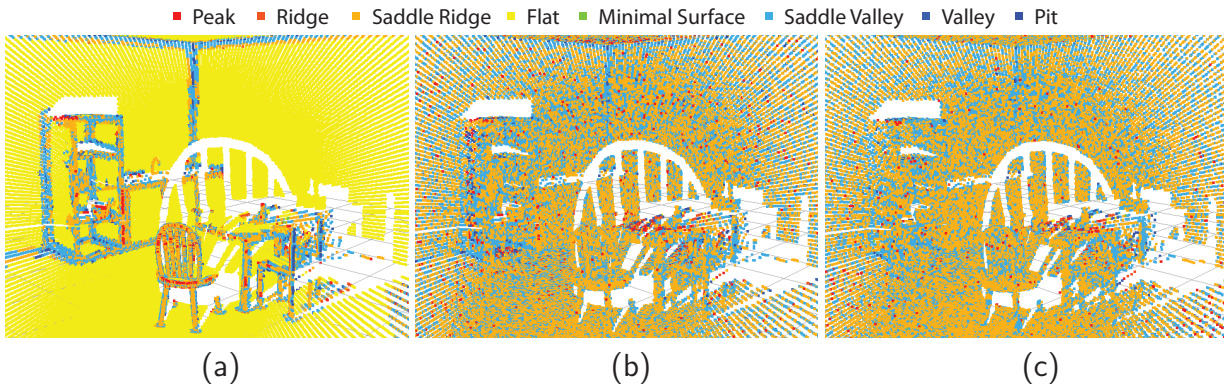 Peak Ridge Saddle Ridge Flat Minimal Surface Saddle Valley Valley Pit
(a) (b) (c)